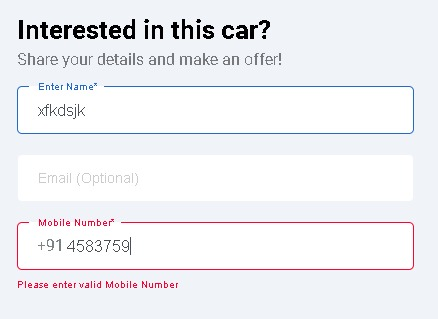 Interested in this car?
Share your details and make an offer!
Enter Name*
xfkdsjk
Email (Optional)
Mobile Number*
+91 4583759
Please enter valid Mobile Number